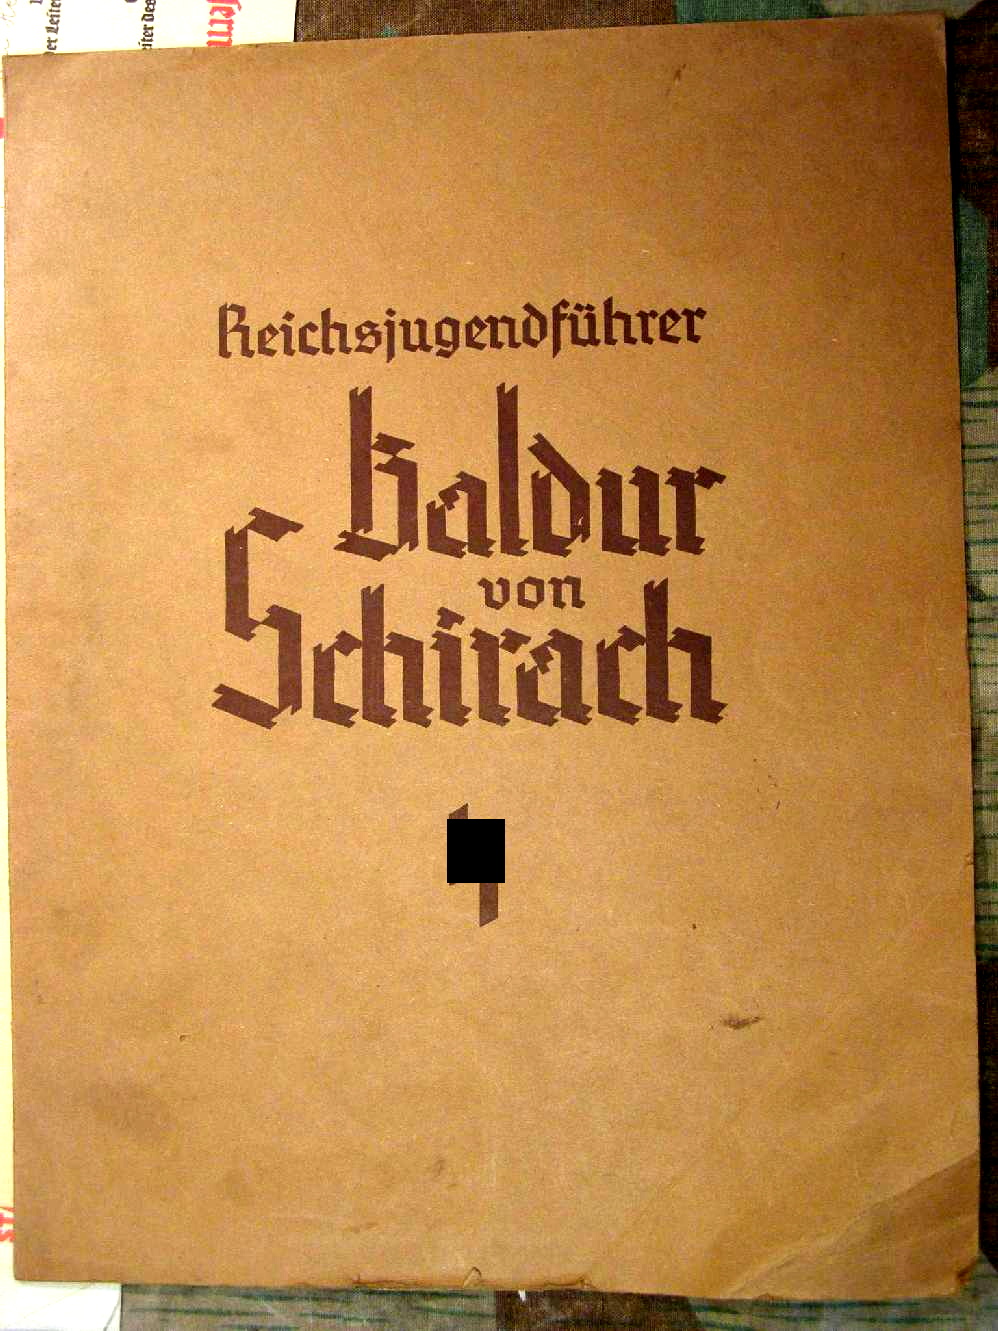 Reichsjugendführer
Baldur
von
Schirach